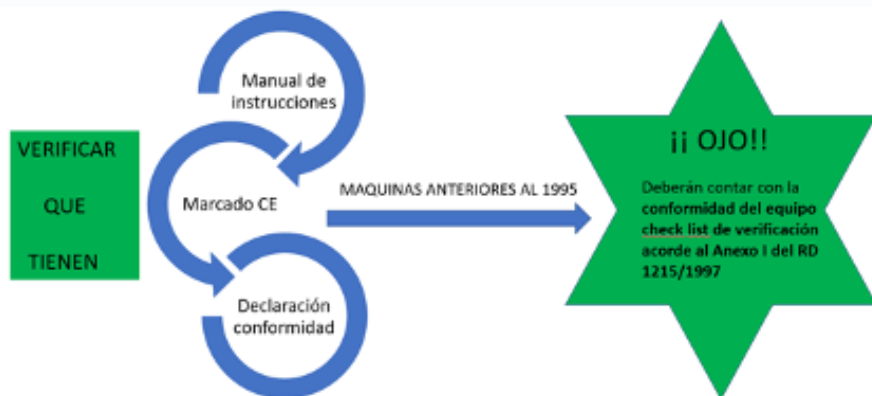 VERIFICAR
QUE
TIENEN
Manual de
instrucciones
Marcado CE
Declaración
conformidad
MAQUINAS ANTERIORES AL 1995
¡¡ OJO!!
Deberán contar con la
conformidad del equipo
check list de verificación
acorde al Anexo I del RD
1215/1997